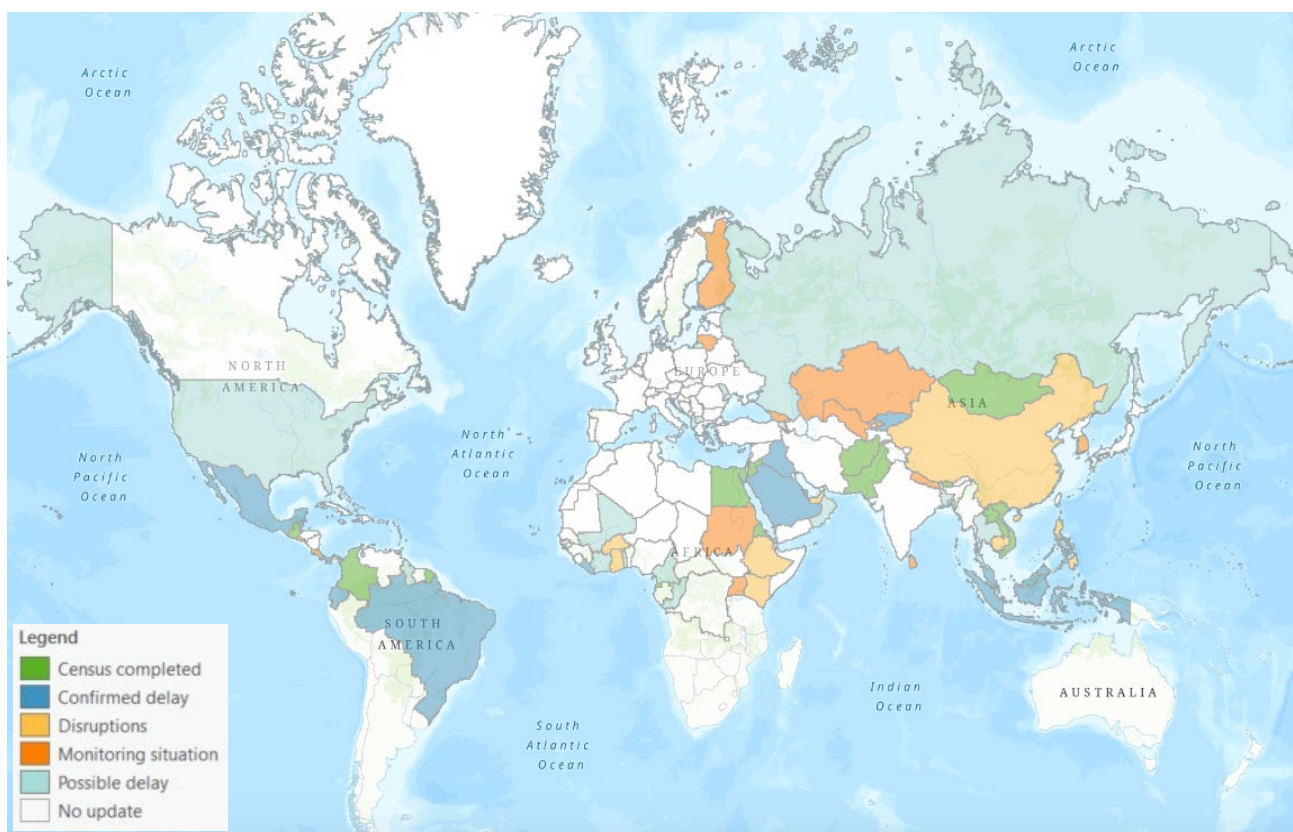 Arctic
Ocean
Arctic
Ocean
NORTH
AMERICA
EUROPE
ASIA
North
Atlantic
Ocean
North
Pacific
Ocean
North
Pacific
Ocean
AFRICA
SOUTH
AMERICA
Indian
Ocean
AUSTRALIA
South
Atlantic
Ocean
Legend
Census completed
Confirmed delay
Disruptions
Monitoring situation
Possible delay
No update